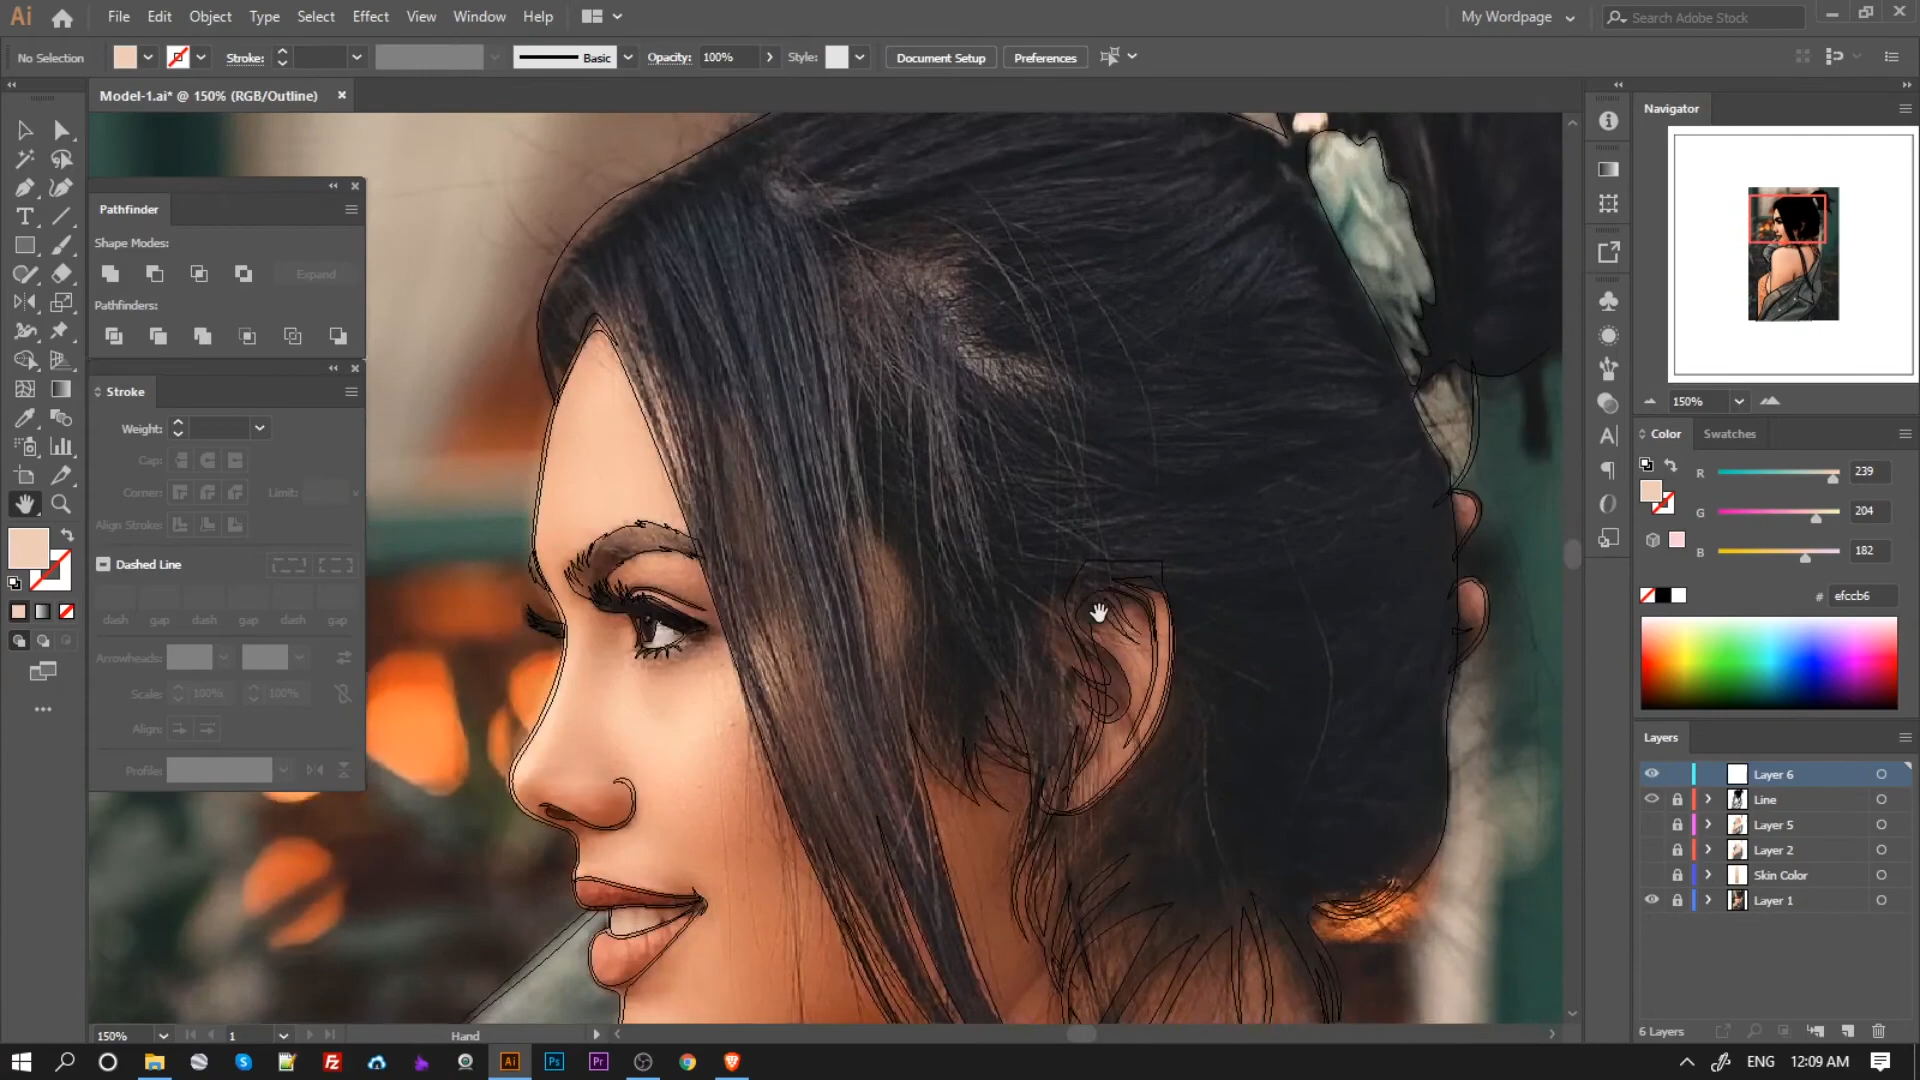 Ai File Edit Object Type Select Effect View Window Help My Wordpage Search Adobe Stock
No Selection Stroke: Basic Opacity: 100% Style: Document Setup Preferences
Model-1.ai* @ 150% (RGB/Outline)
Navigator
Pathfinder
Shape Modes:
Expand
Pathfinders:
Stroke
Weight:
Cap:
Corner: Limit: x
Align Stroke:
Dashed Line
dash gap dash gap dash gap
Arrowheads:
Scale: 100% 100%
Align:
Profile:
150%
Color Swatches
R 239
G 204
B 182
# efccb6
Layers
Layer 6
Line
Layer 5
Layer 2
Skin Color
Layer 1
6 Layers
150% 1 Hand
Ai Ps Pr ENG 12:09 AM